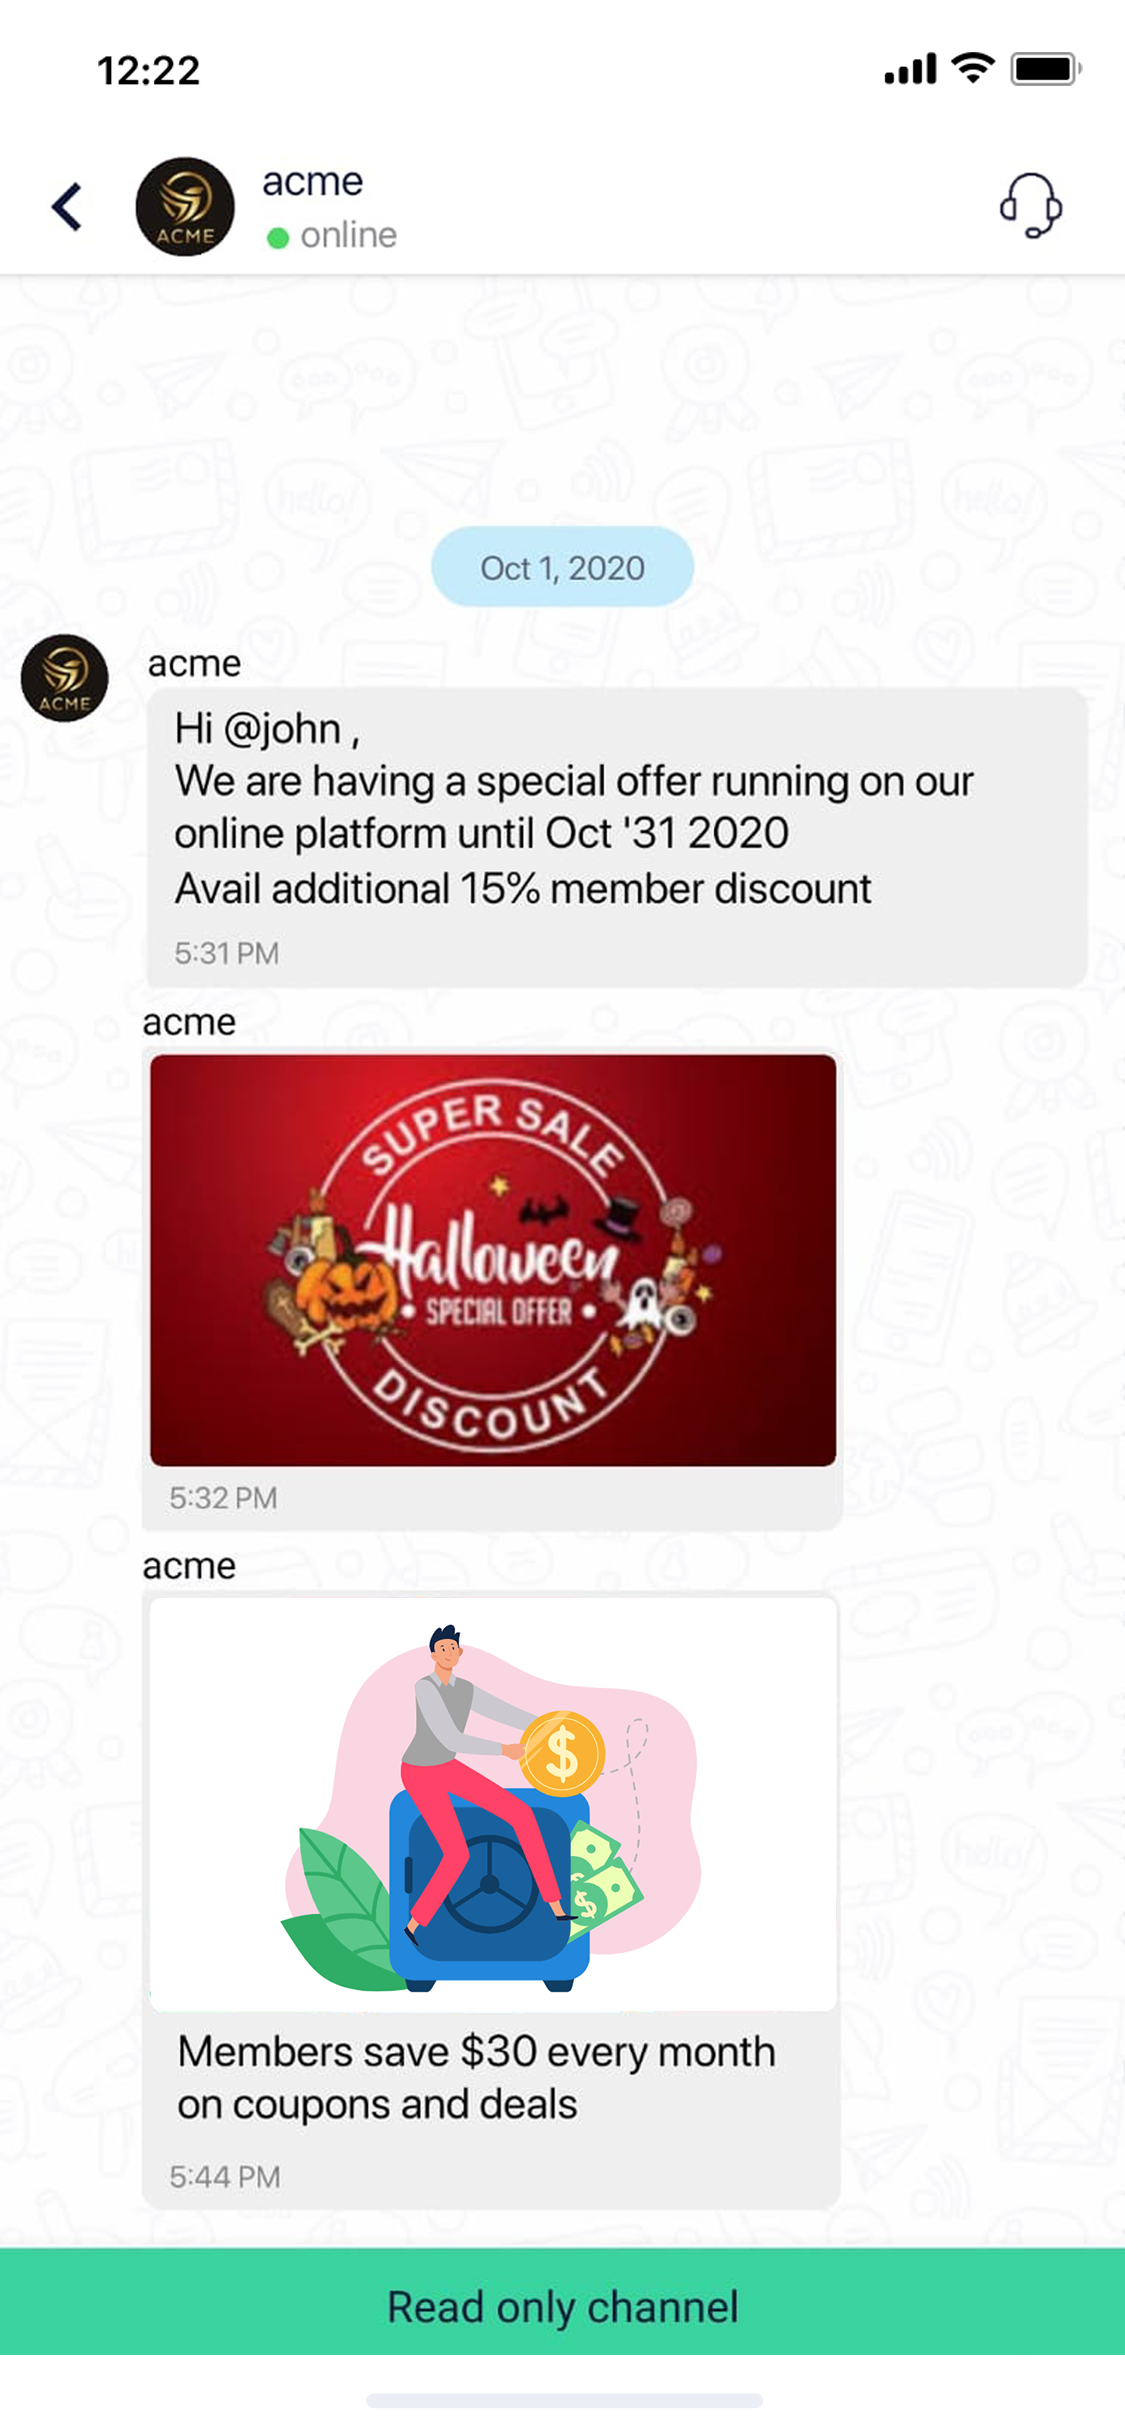 12:22
acme
ACME
online
Oct 1, 2020
acme
ACME
Hi @john ,
We are having a special offer running on our
online platform until Oct '31 2020
Avail additional 15% member discount
5:31 PM
acme
SUPER SALE
Halloween
• SPECIAL OFFER •
DISCOUNT
5:32 PM
acme
$
$
Members save $30 every month
on coupons and deals
5:44 PM
Read only channel
hello!
hello!
hello!